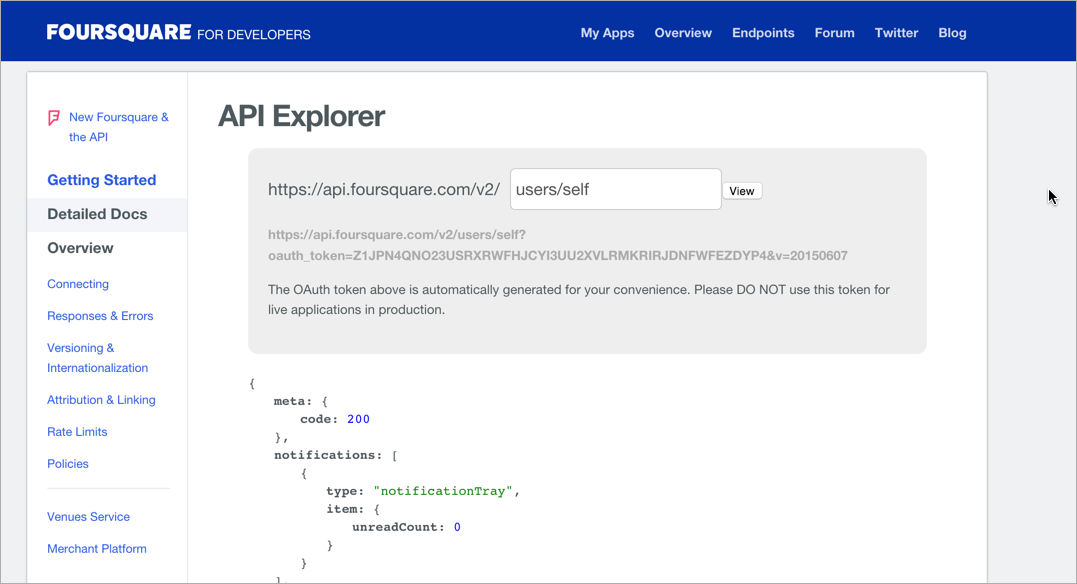 FOURSQUARE FOR DEVELOPERS
My Apps Overview Endpoints Forum Twitter Blog
New Foursquare &
the API
Getting Started
Detailed Docs
Overview
Connecting
Responses & Errors
Versioning &
Internationalization
Attribution & Linking
Rate Limits
Policies
Venues Service
Merchant Platform
API Explorer
https://api.foursquare.com/v2/ users/self View
https://api.foursquare.com/v2/users/self?
oauth_token=Z1JPN4QNO23USRXRWFHJCYI3UU2XVLRMKRIRJDNFWFEZDYP4&v=20150607
The OAuth token above is automatically generated for your convenience. Please DO NOT use this token for
live applications in production.
{
meta: {
code: 200
},
notifications: [
{
type: "notificationTray",
item: {
unreadCount: 0
}
}
]